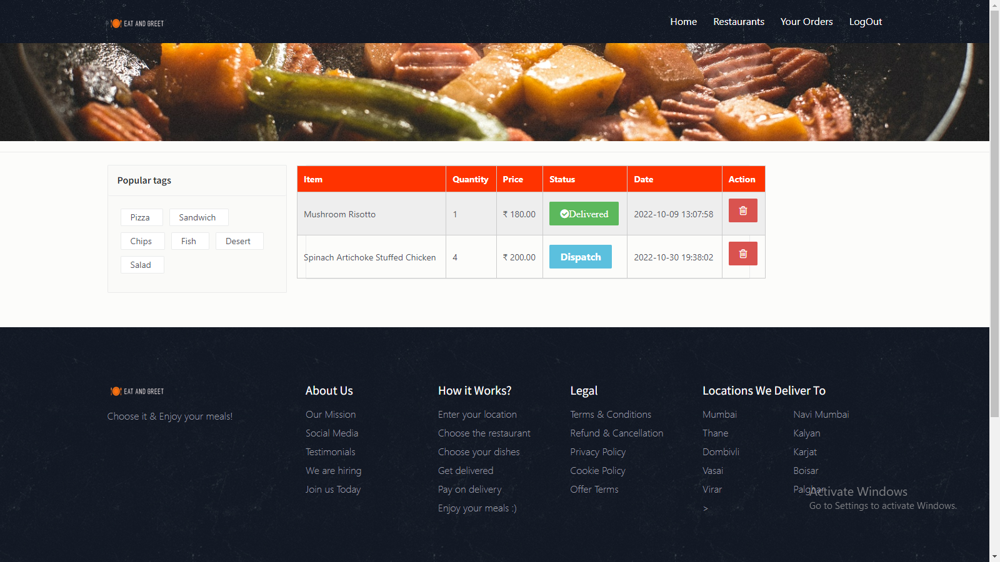 EAT AND GREET
Home Restaurants Your Orders LogOut
Popular tags
Pizza Sandwich
Chips Fish Desert
Salad
Item Quantity Price Status Date Action
Mushroom Risotto 1 ₹ 180.00 Delivered 2022-10-09 13:07:58
Spinach Artichoke Stuffed Chicken 4 ₹ 200.00 Dispatch 2022-10-30 19:38:02
EAT AND GREET
Choose it & Enjoy your meals!
About Us
Our Mission
Social Media
Testimonials
We are hiring
Join us Today
How it Works?
Enter your location
Choose the restaurant
Choose your dishes
Get delivered
Pay on delivery
Enjoy your meals :)
Legal
Terms & Conditions
Refund & Cancellation
Privacy Policy
Cookie Policy
Offer Terms
Locations We Deliver To
Mumbai
Thane
Dombivli
Vasai
Virar
>
Navi Mumbai
Kalyan
Karjat
Boisar
Palghar
Activate Windows
Go to Settings to activate Windows.